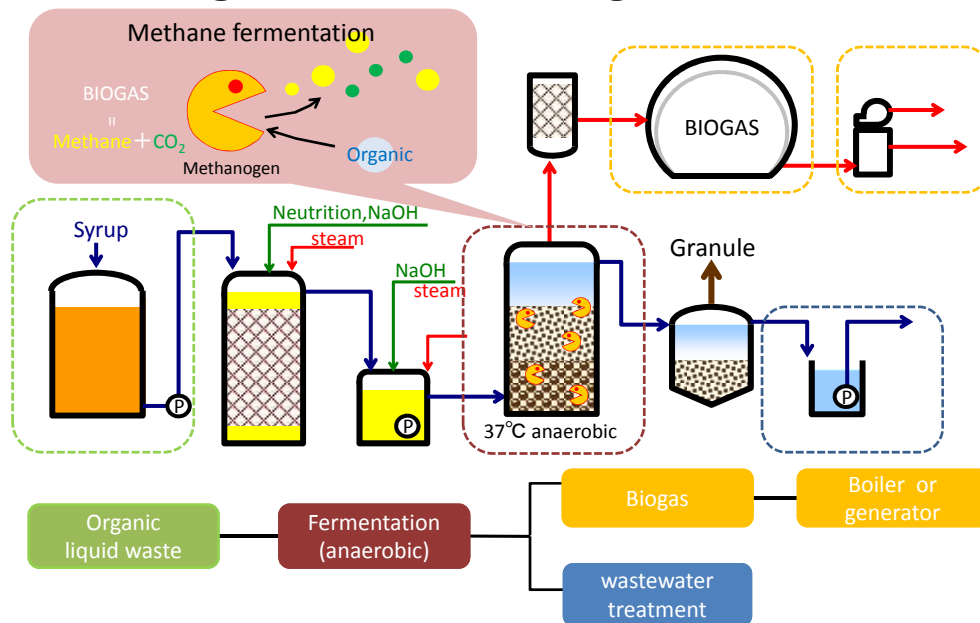 Methane fermentation
BIOGAS
=
Methane+CO2
Methanogen
Organic
BIOGAS
Syrup
Neutrition,NaOH
steam
NaOH
steam
Granule
P
P
P
37℃ anaerobic
Organic
liquid waste
Fermentation
(anaerobic)
Biogas
Boiler or
generator
wastewater
treatment